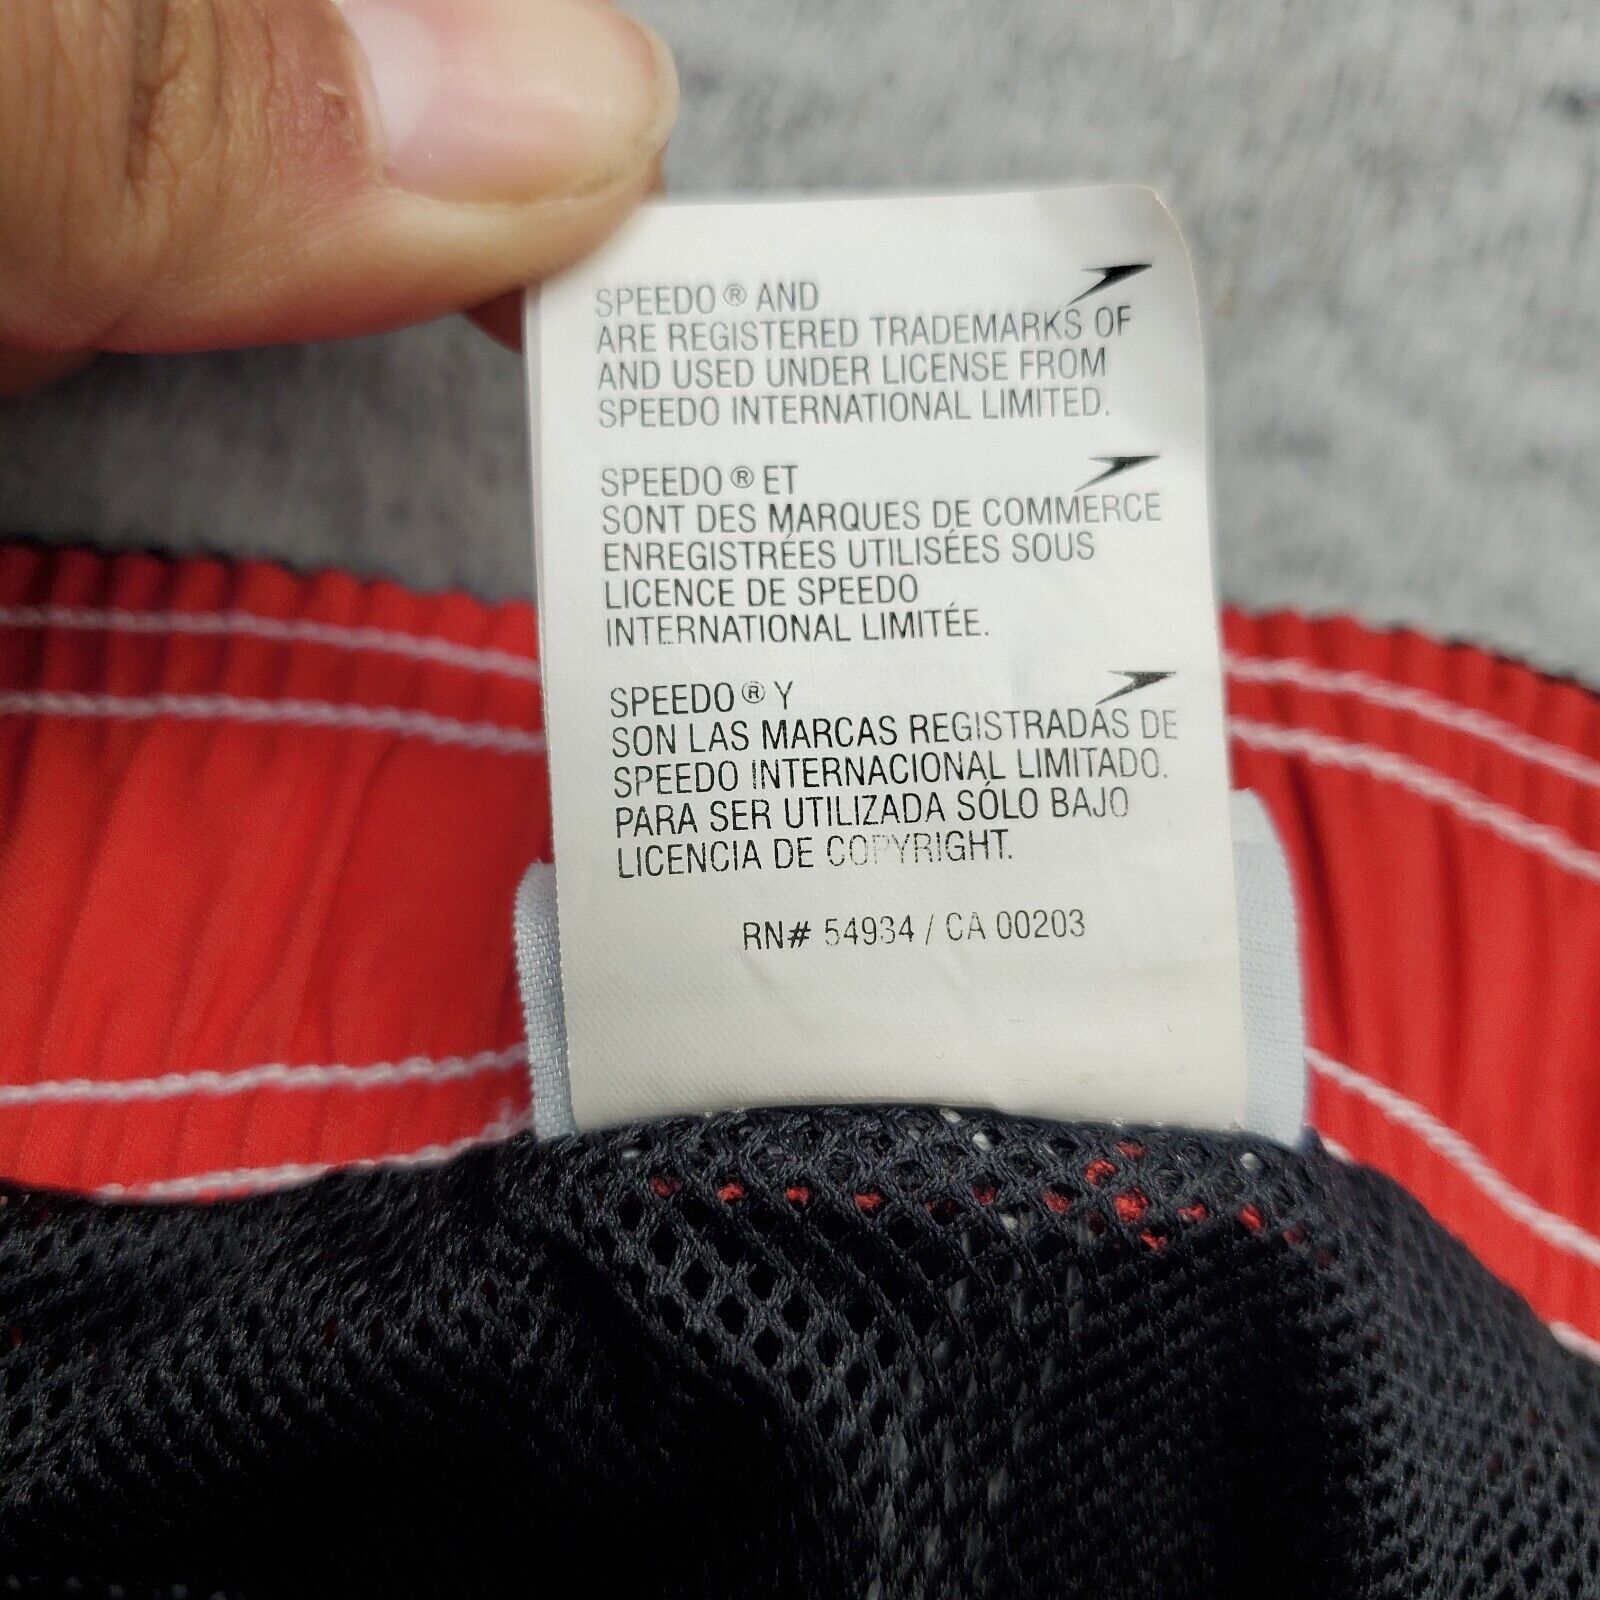 SPEEDO ® AND
ARE REGISTERED TRADEMARKS OF
AND USED UNDER LICENSE FROM
SPEEDO INTERNATIONAL LIMITED.
SPEEDO ® ET
SONT DES MARQUES DE COMMERCE
ENREGISTRÉES UTILISÉES SOUS
LICENCE DE SPEEDO
INTERNATIONAL LIMITÉE.
SPEEDO ® Y
SON LAS MARCAS REGISTRADAS DE
SPEEDO INTERNACIONAL LIMITADO.
PARA SER UTILIZADA SÓLO BAJO
LICENCIA DE COPYRIGHT.
RN# 54934 / CA 00203